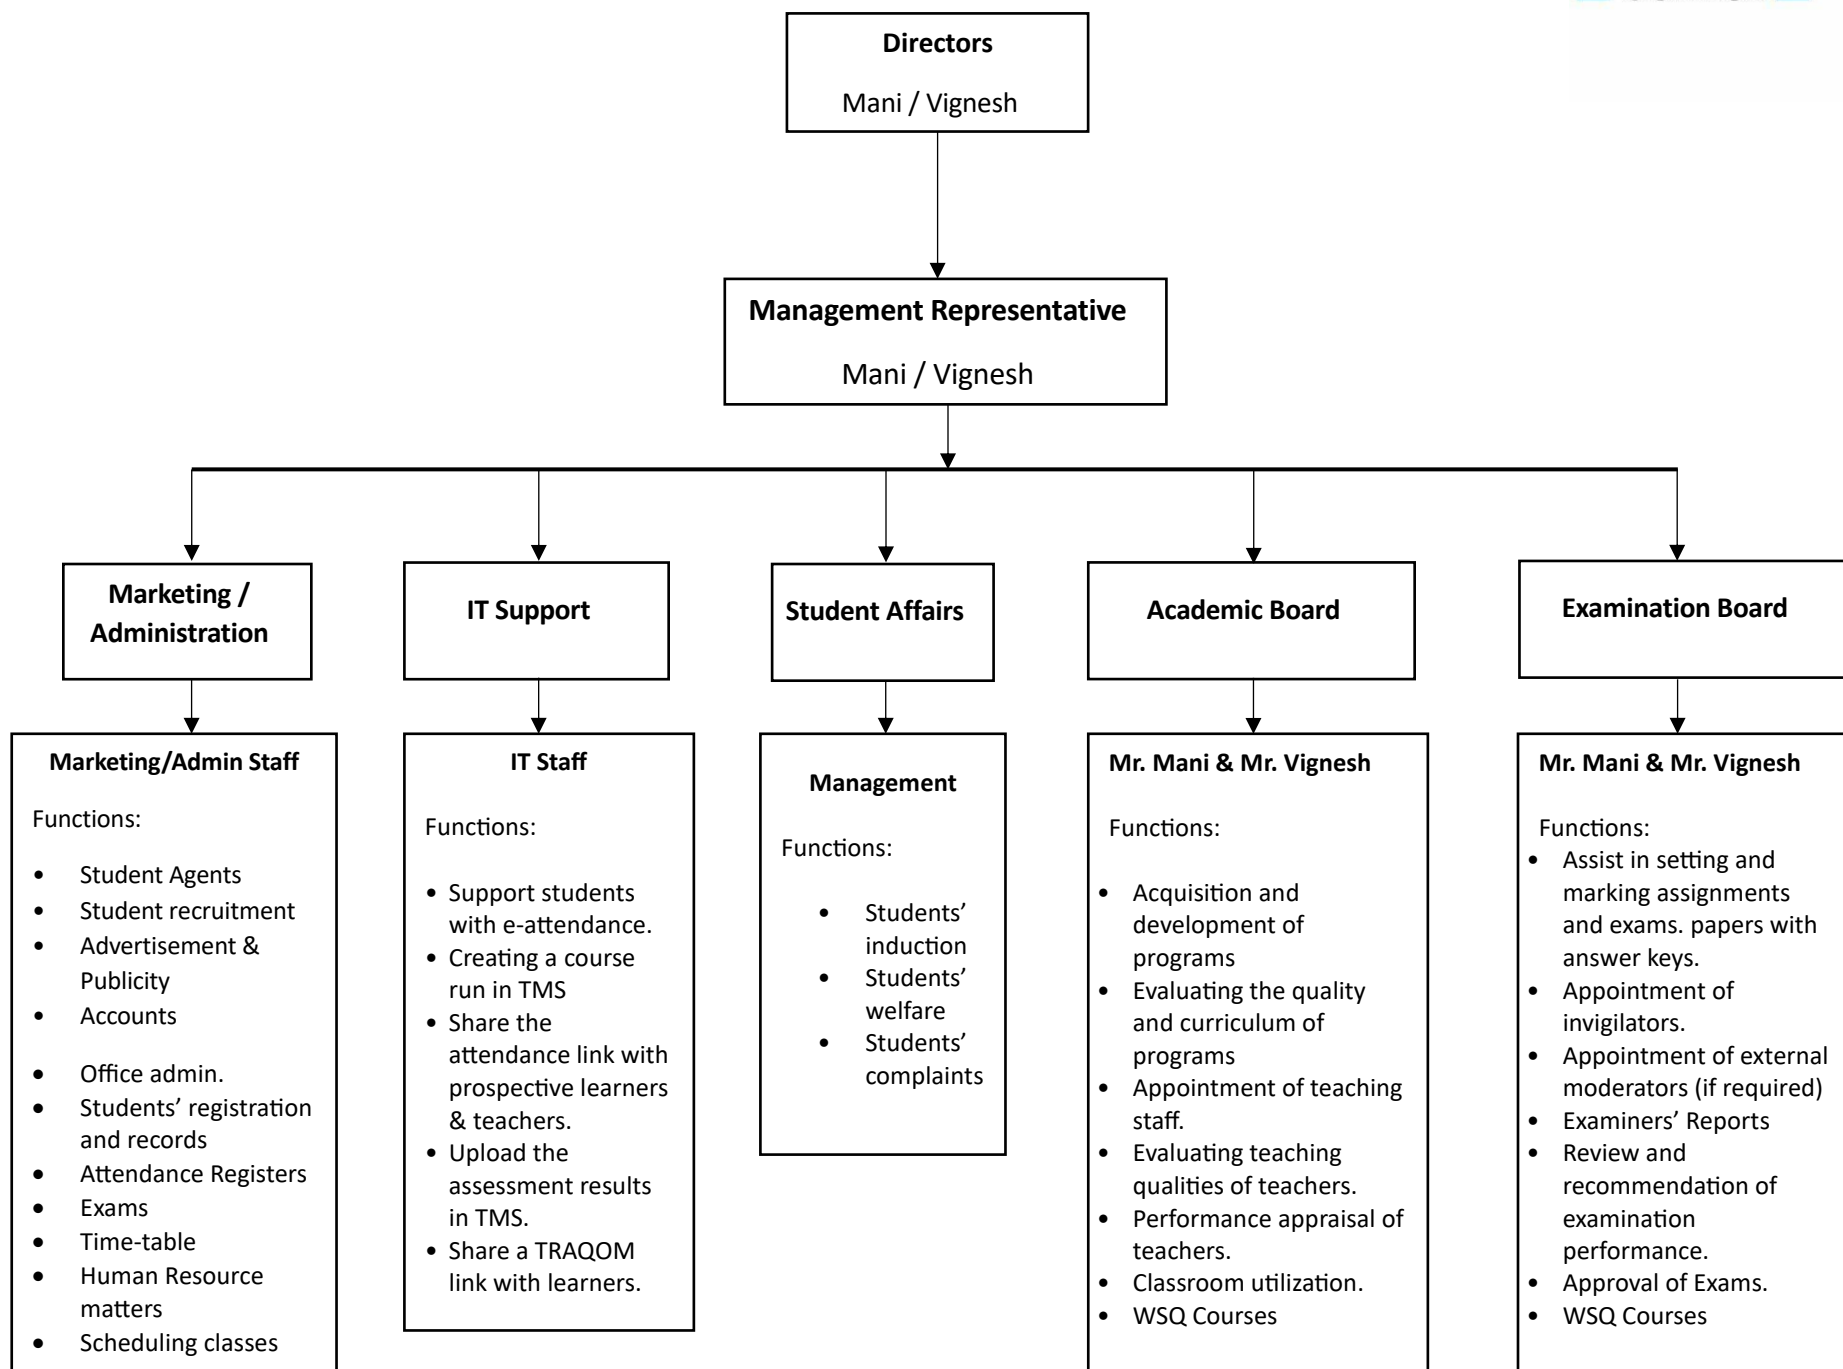 Directors
Mani / Vignesh
Management Representative
Mani / Vignesh
Marketing /
Administration
IT Support
Student Affairs
Academic Board
Examination Board
Marketing/Admin Staff
Functions:
• Student Agents
• Student recruitment
• Advertisement &
Publicity
• Accounts
• Office admin.
• Students’ registration
and records
• Attendance Registers
• Exams
• Time-table
• Human Resource
matters
• Scheduling classes
IT Staff
Functions:
• Support students
with e-attendance.
• Creating a course
run in TMS
• Share the
attendance link with
prospective learners
& teachers.
• Upload the
assessment results
in TMS.
• Share a TRAQOM
link with learners.
Management
Functions:
• Students’
induction
• Students’
welfare
• Students’
complaints
Mr. Mani & Mr. Vignesh
Functions:
• Acquisition and
development of
programs
• Evaluating the quality
and curriculum of
programs
• Appointment of teaching
staff.
• Evaluating teaching
qualities of teachers.
• Performance appraisal of
teachers.
• Classroom utilization.
• WSQ Courses
Mr. Mani & Mr. Vignesh
Functions:
• Assist in setting and
marking assignments
and exams. papers with
answer keys.
• Appointment of
invigilators.
• Appointment of external
moderators (if required)
• Examiners’ Reports
• Review and
recommendation of
examination
performance.
• Approval of Exams.
• WSQ Courses